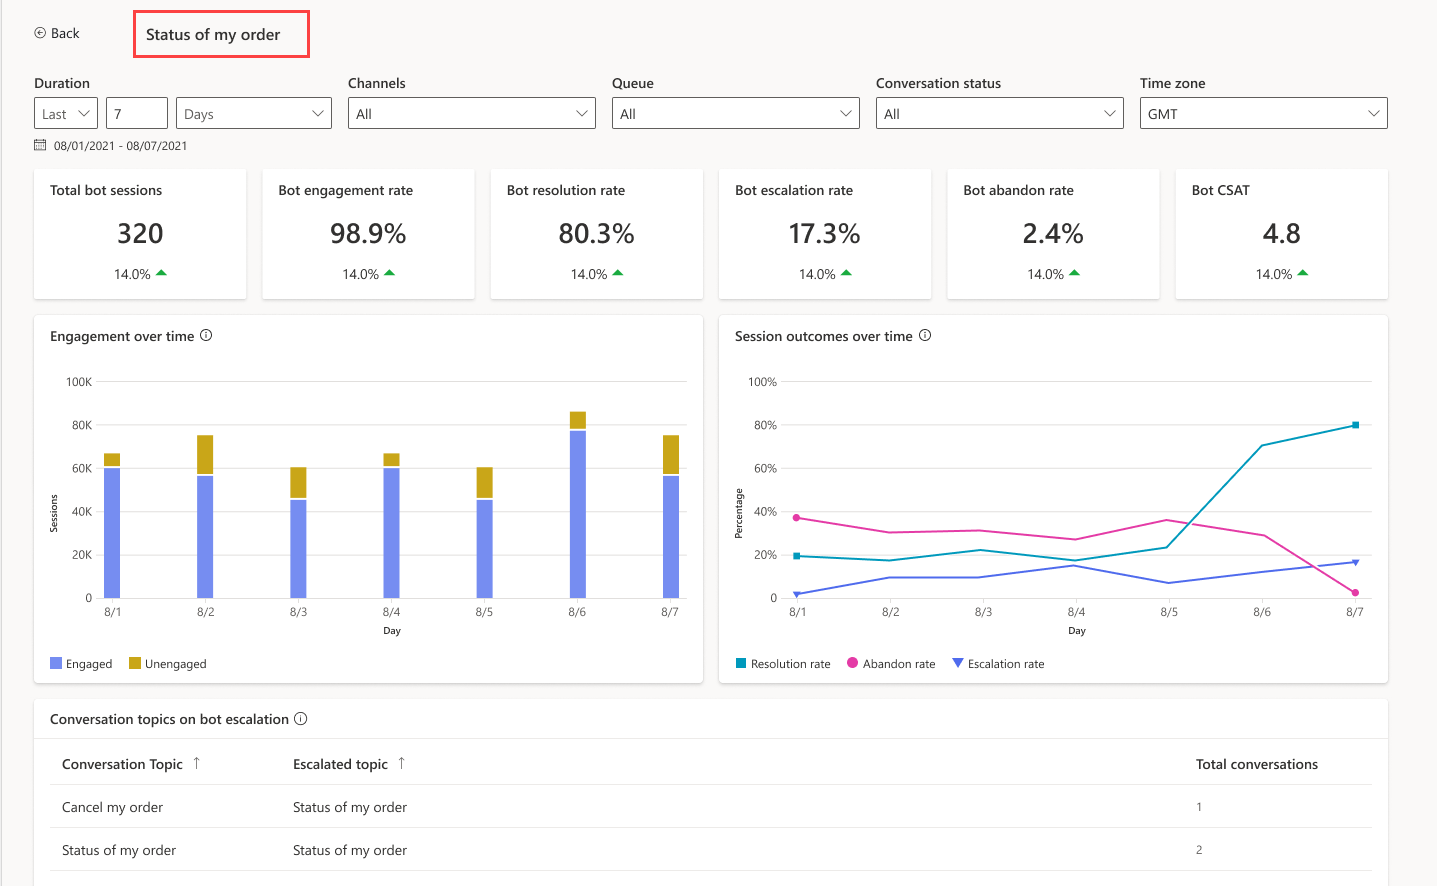 Back
Status of my order
Duration
Channels
Queue
Conversation status
Time zone
Last
7
Days
All
All
All
GMT
08/01/2021 - 08/07/2021
Total bot sessions
320
14.0%
Bot engagement rate
98.9%
14.0%
Bot resolution rate
80.3%
14.0%
Bot escalation rate
17.3%
14.0%
Bot abandon rate
2.4%
14.0%
Bot CSAT
4.8
14.0%
Engagement over time
100K
80K
60K
40K
20K
0
Sessions
8/1 8/2 8/3 8/4 8/5 8/6 8/7
Day
Engaged Unengaged
Session outcomes over time
100%
80%
60%
40%
20%
0
Percentage
8/1 8/2 8/3 8/4 8/5 8/6 8/7
Day
Resolution rate Abandon rate Escalation rate
Conversation topics on bot escalation
Conversation Topic ↑ Escalated topic ↑ Total conversations
Cancel my order Status of my order 1
Status of my order Status of my order 2